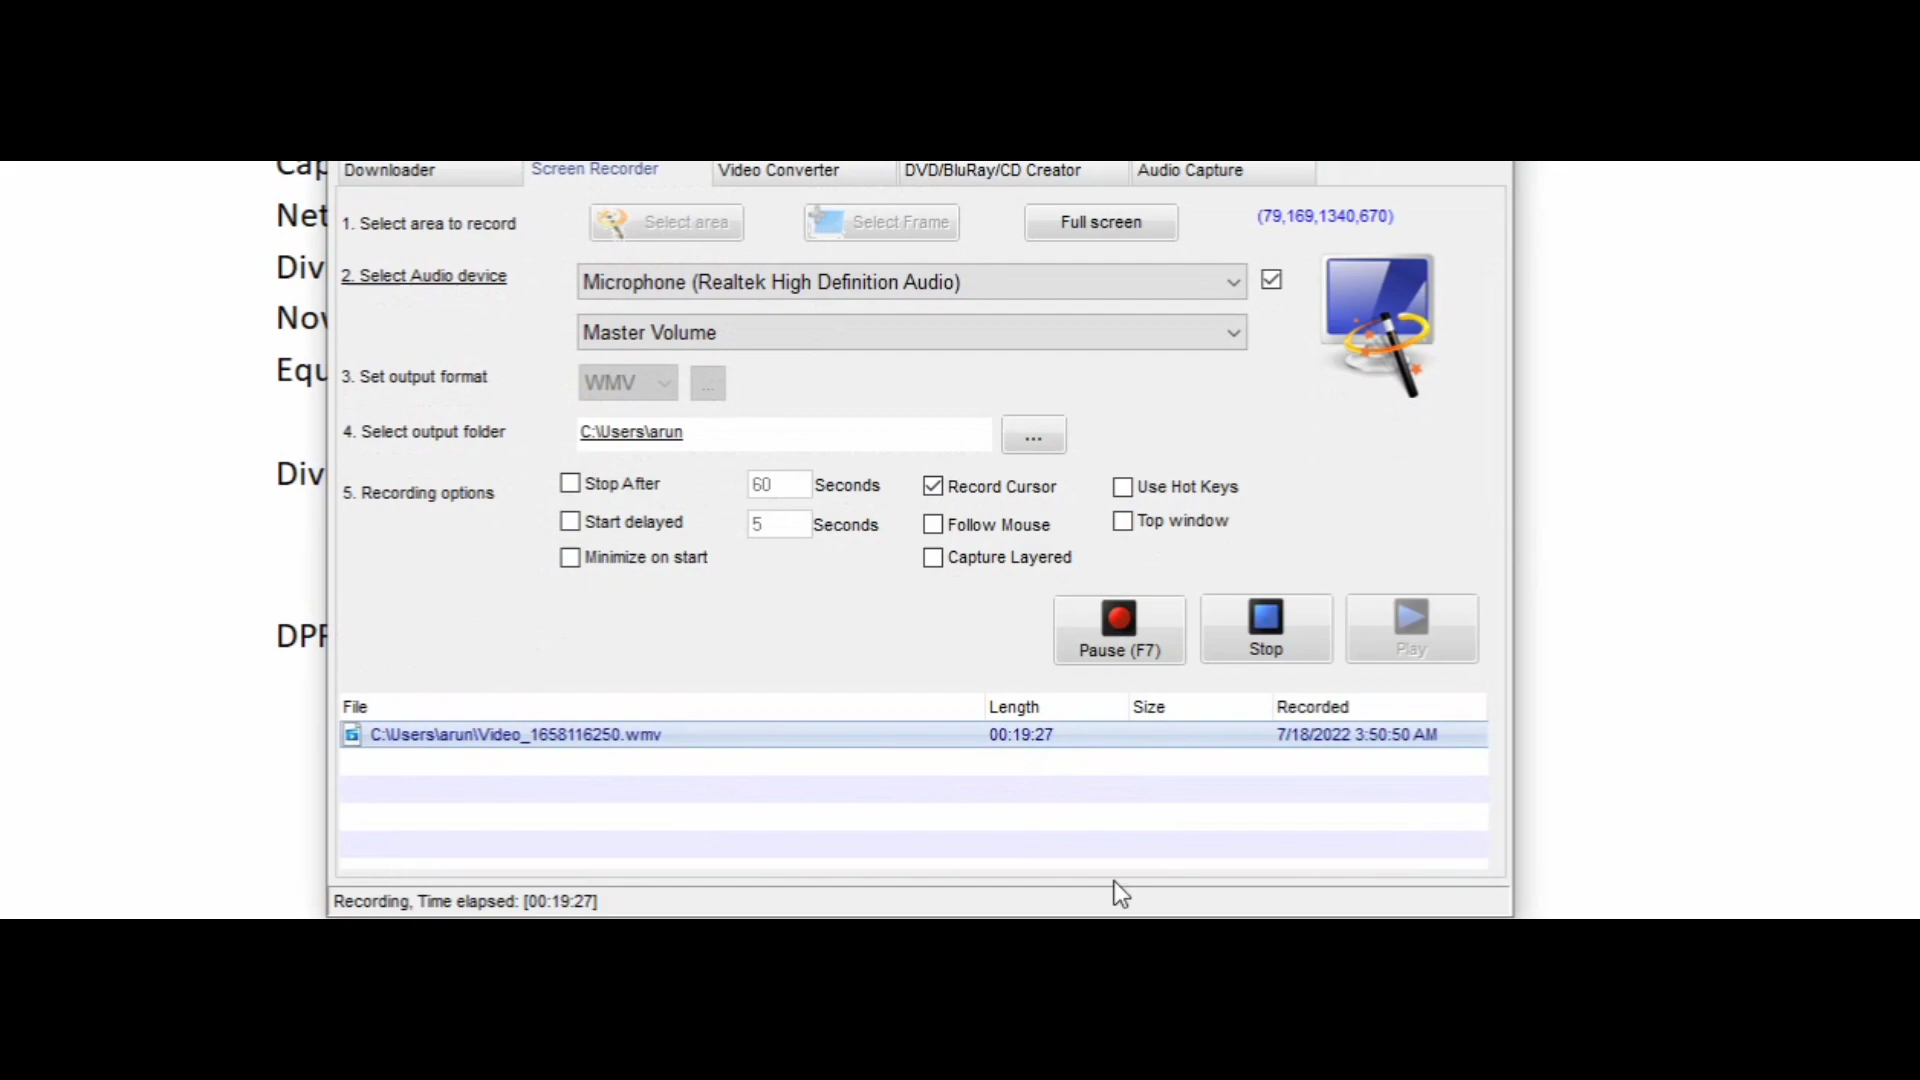 Cap
Downloader
Screen Recorder
Video Converter
DVD/BluRay/CD Creator
Audio Capture
Net
1. Select area to record
Select area
Select Frame
Full screen
(79,169,1340,670)
Div
2. Select Audio device
Microphone (Realtek High Definition Audio)
Nov
Master Volume
Equ
3. Set output format
WMV
...
4. Select output folder
C:\Users\arun
...
Div
5. Recording options
Stop After
60
Seconds
Record Cursor
Use Hot Keys
Start delayed
5
Seconds
Follow Mouse
Top window
Minimize on start
Capture Layered
DPF
Pause (F7)
Stop
Play
File
Length
Size
Recorded
C:\Users\arun\Video_1658116250.wmv
00:19:27
7/18/2022 3:50:50 AM
Recording, Time elapsed: [00:19:27]